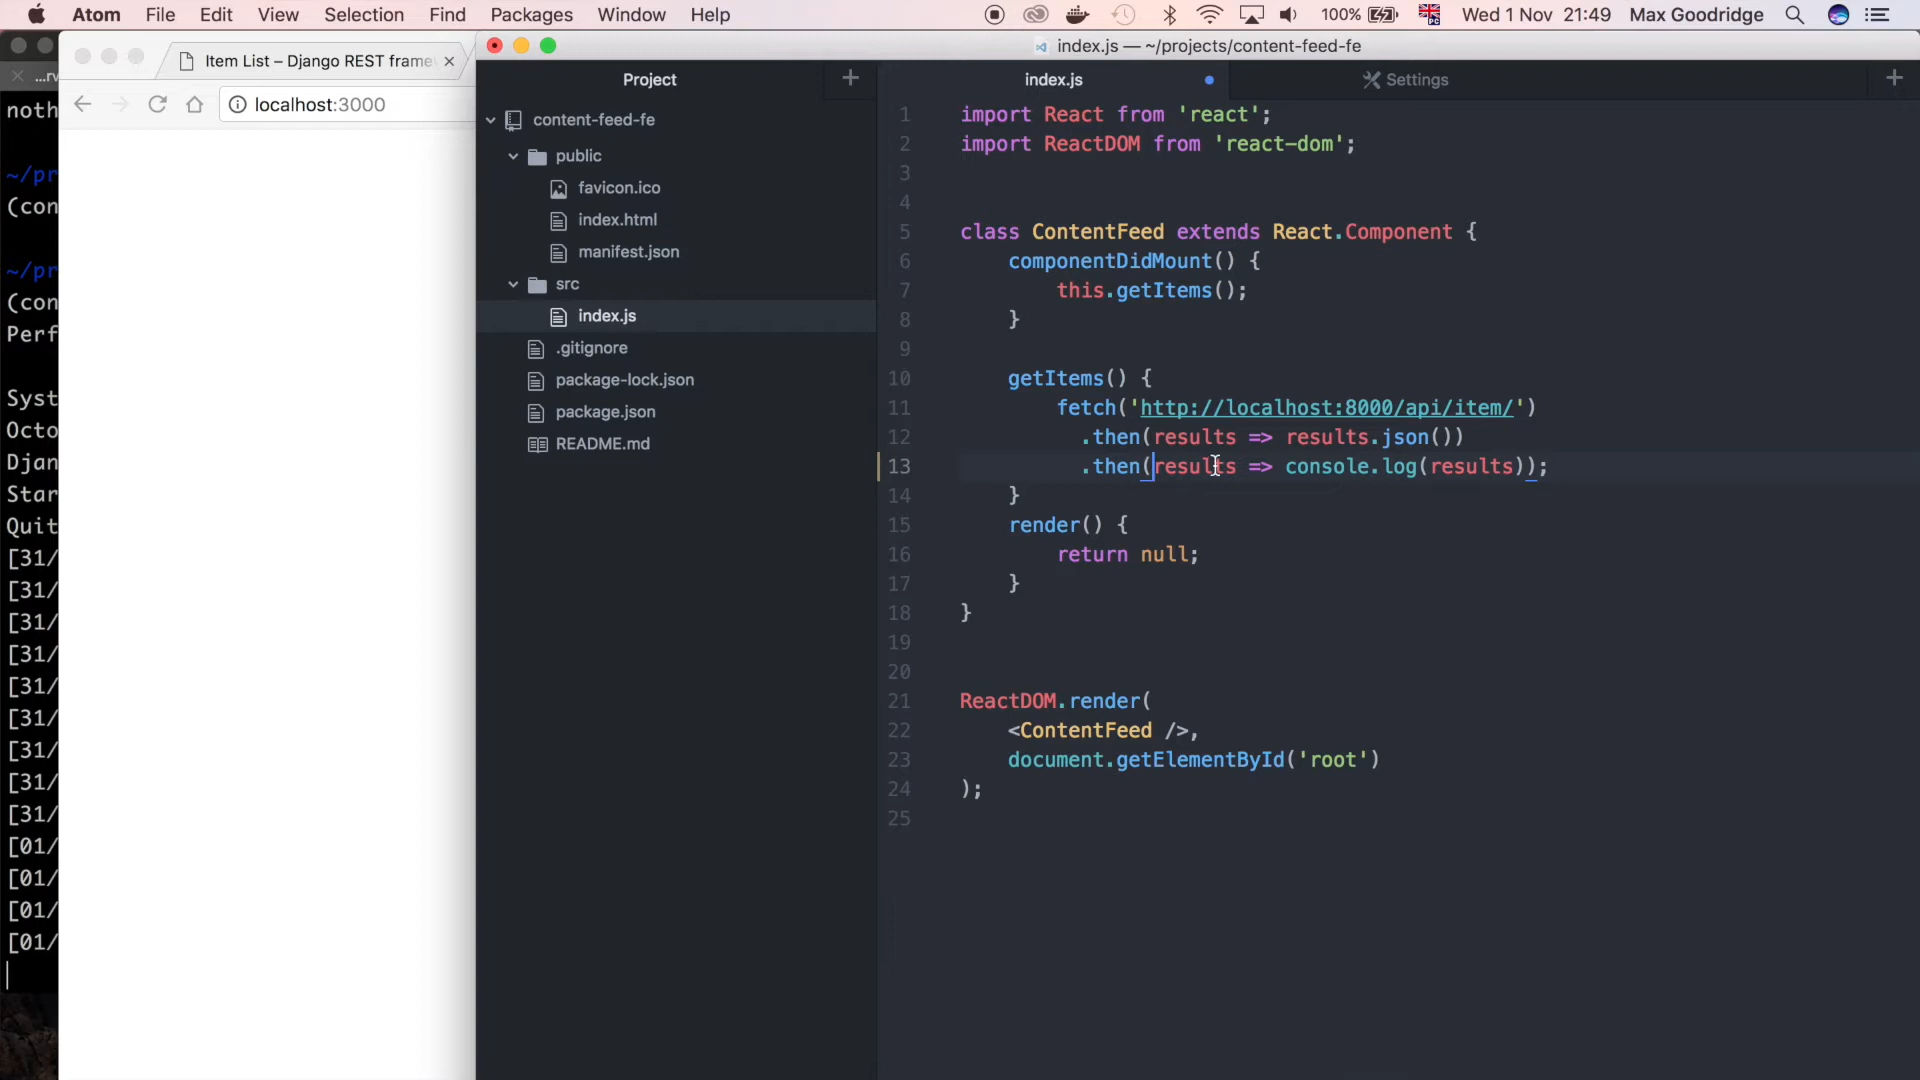 Atom File Edit View Selection Find Packages Window Help 100% Wed 1 Nov 21:49 Max Goodridge
...rv
Item List – Django REST frame
localhost:3000
index.js — ~/projects/content-feed-fe
Project
index.js Settings
content-feed-fe
public
favicon.ico
index.html
manifest.json
src
index.js
.gitignore
package-lock.json
package.json
README.md
noth
~/pr
(con
~/pr
(con
Perf
Syst
Octo
Djan
Star
Quit
[31/
[31/
[31/
[31/
[31/
[31/
[31/
[31/
[31/
[01/
[01/
[01/
[01/
1 import React from 'react';
2 import ReactDOM from 'react-dom';
3
4
5 class ContentFeed extends React.Component {
6 componentDidMount() {
7 this.getItems();
8 }
9
10 getItems() {
11 fetch('http://localhost:8000/api/item/')
12 .then(results => results.json())
13 .then(results => console.log(results));
14 }
15 render() {
16 return null;
17 }
18 }
19
20
21 ReactDOM.render(
22 <ContentFeed />,
23 document.getElementById('root')
24 );
25